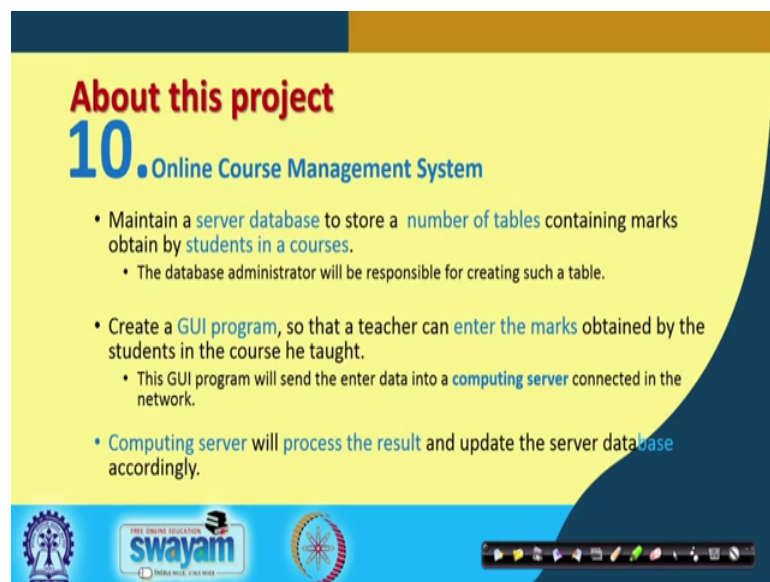 About this project
10. Online Course Management System
• Maintain a server database to store a number of tables containing marks
obtain by students in a courses.
• The database administrator will be responsible for creating such a table.
• Create a GUI program, so that a teacher can enter the marks obtained by the
students in the course he taught.
• This GUI program will send the enter data into a computing server connected in the
network.
• Computing server will process the result and update the server database
accordingly.
FREE ONLINE EDUCATION
swayam